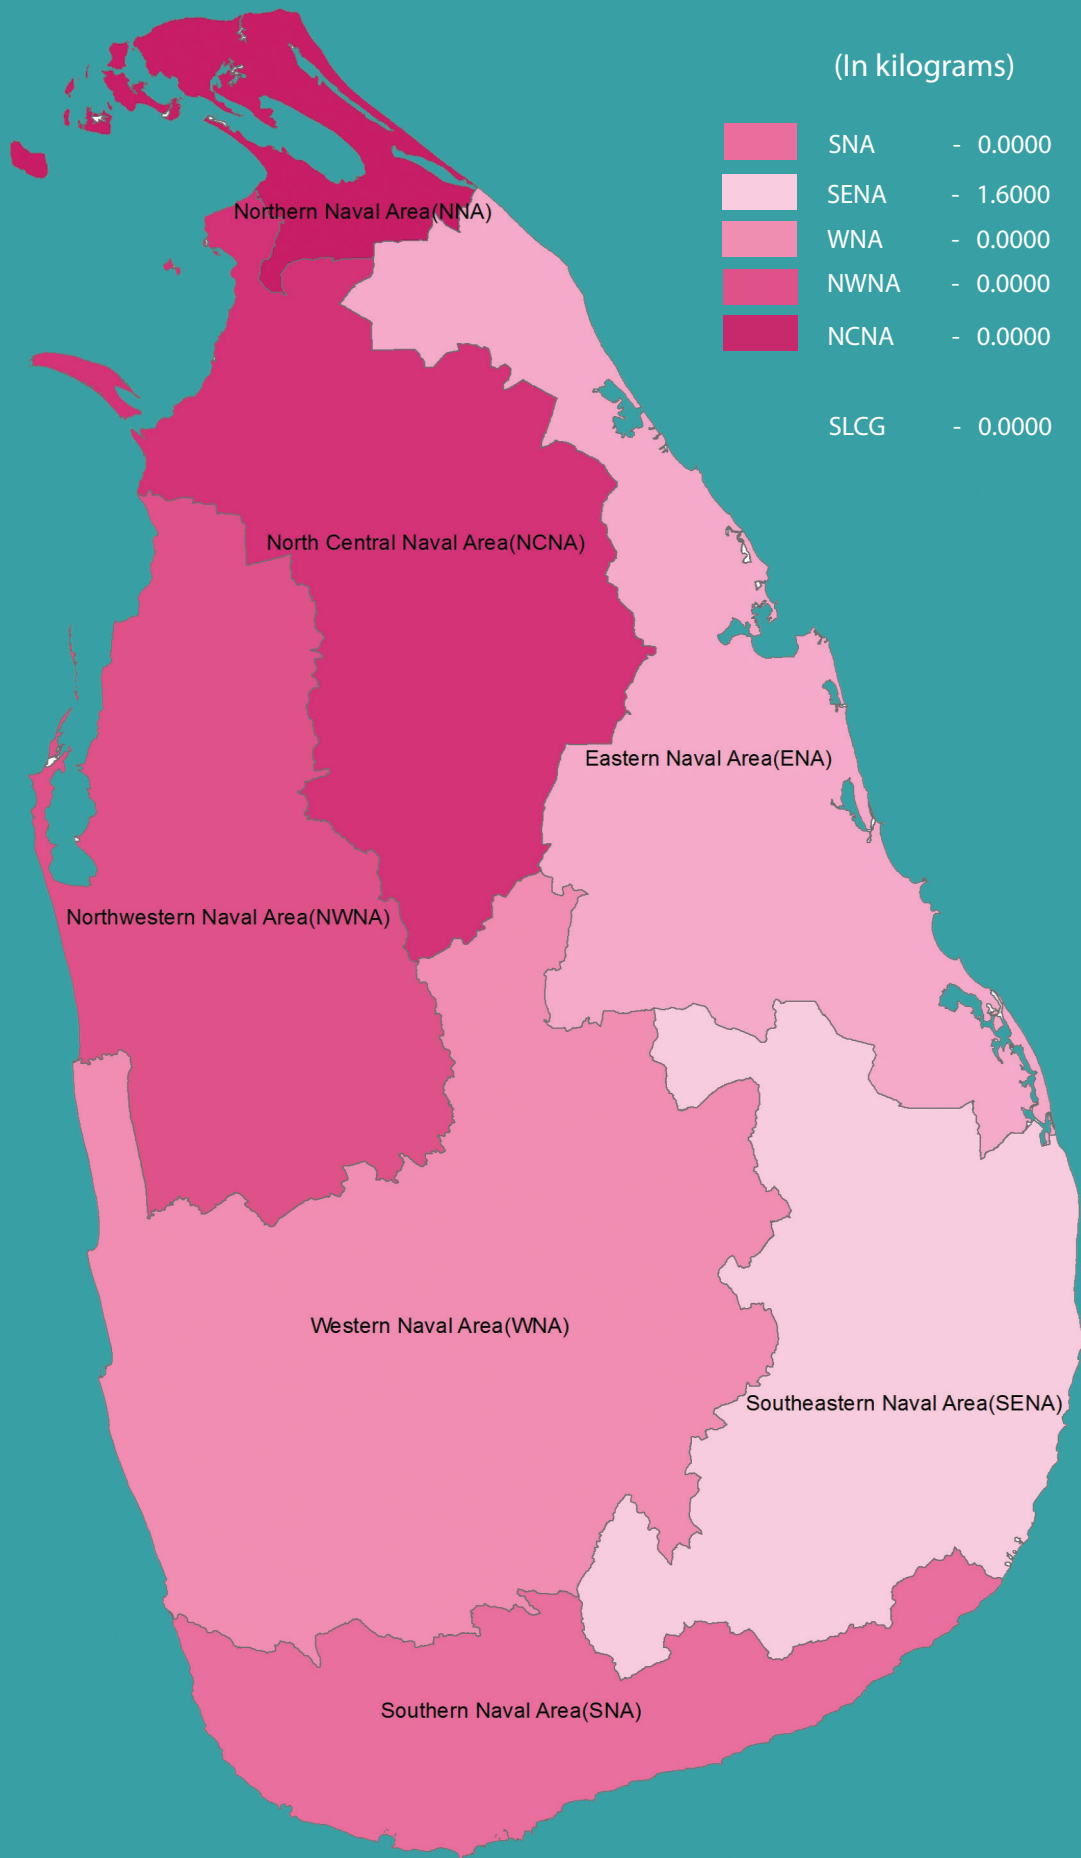 (In kilograms)
SNA - 0.0000
SENA - 1.6000
WNA - 0.0000
NWNA - 0.0000
NCNA - 0.0000
SLCG - 0.0000
Northern Naval Area(NNA)
North Central Naval Area(NCNA)
Eastern Naval Area(ENA)
Northwestern Naval Area(NWNA)
Western Naval Area(WNA)
Southeastern Naval Area(SENA)
Southern Naval Area(SNA)